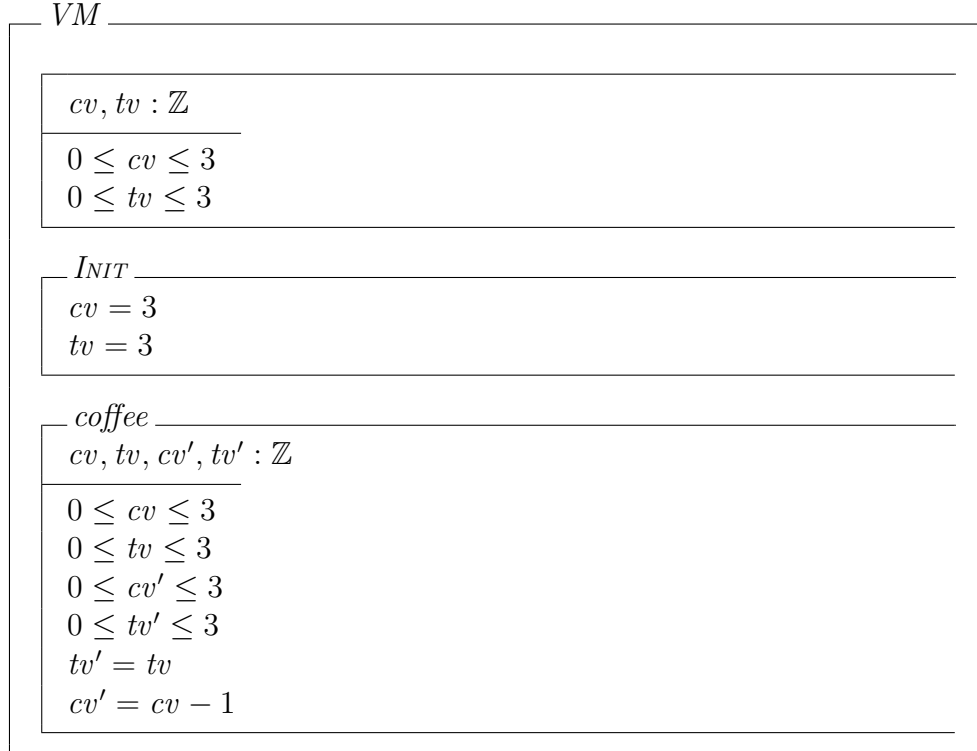 VM
cv, tv : ℤ
0 ≤ cv ≤ 3
0 ≤ tv ≤ 3
INIT
cv = 3
tv = 3
coffee
cv, tv, cv′, tv′ : ℤ
0 ≤ cv ≤ 3
0 ≤ tv ≤ 3
0 ≤ cv′ ≤ 3
0 ≤ tv′ ≤ 3
tv′ = tv
cv′ = cv − 1